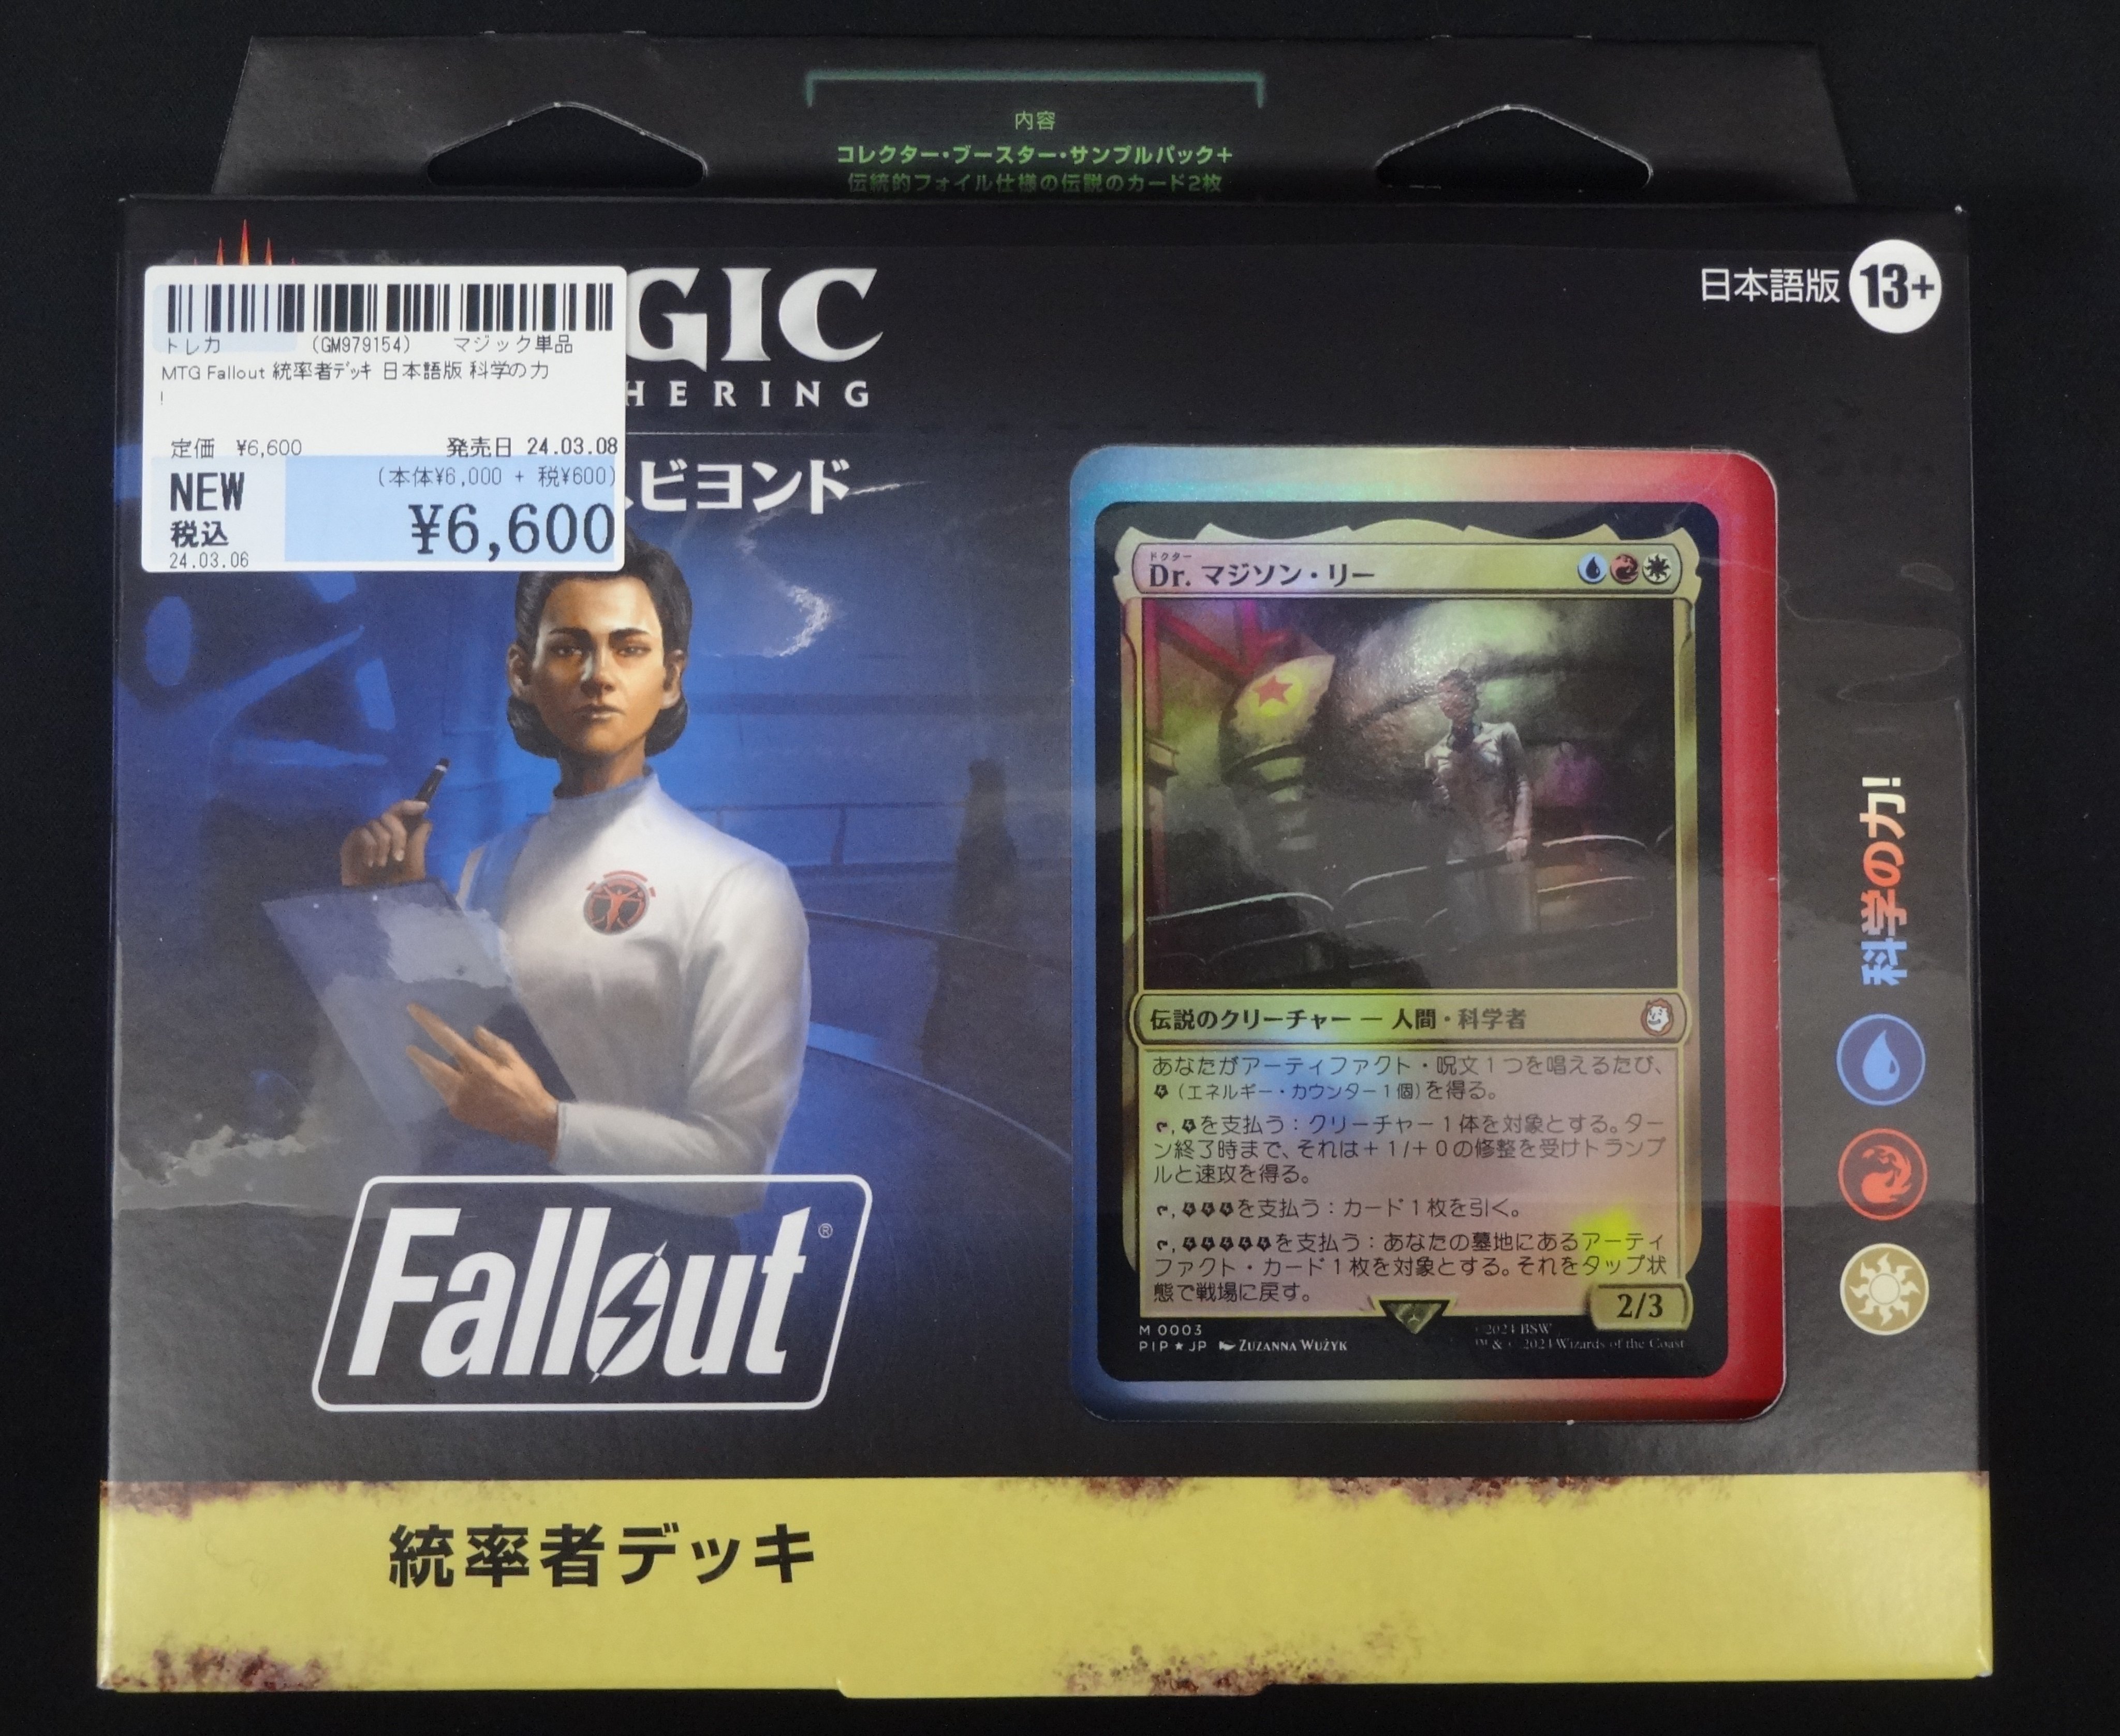 内容
コレクター・ブースター・サンプルパック+
伝統的フォイル仕様の伝説のカード2枚
GIC
HERING
ビヨンド
日本語版 13+
トレカ (GM979154) マジック単品
MTG Fallout 統率者デッキ 日本語版 科学の力
!
定価 ¥6,600 発売日 24.03.08
(本体¥6,000 + 税¥600)
NEW
税込 ¥6,600
24.03.06
ドクター
Dr. マジソン・リー
伝説のクリーチャー — 人間・科学者
あなたがアーティファクト・呪文1つを唱えるたび、
(エネルギー・カウンター1個)を得る。
, を支払う:クリーチャー1体を対象とする。ター
ン終了時まで、それは+1/+0の修整を受けトランプ
ルと速攻を得る。
, を支払う:カード1枚を引く。
, を支払う:あなたの墓地にあるアーティ
ファクト・カード1枚を対象とする。それをタップ状
態で戦場に戻す。
2/3
M 0003
PIP★JP ZUZANNA WUŻYK
©2024 BSW
™ & © 2024 Wizards of the Coast
科学の力!
Fallout®
統率者デッキ